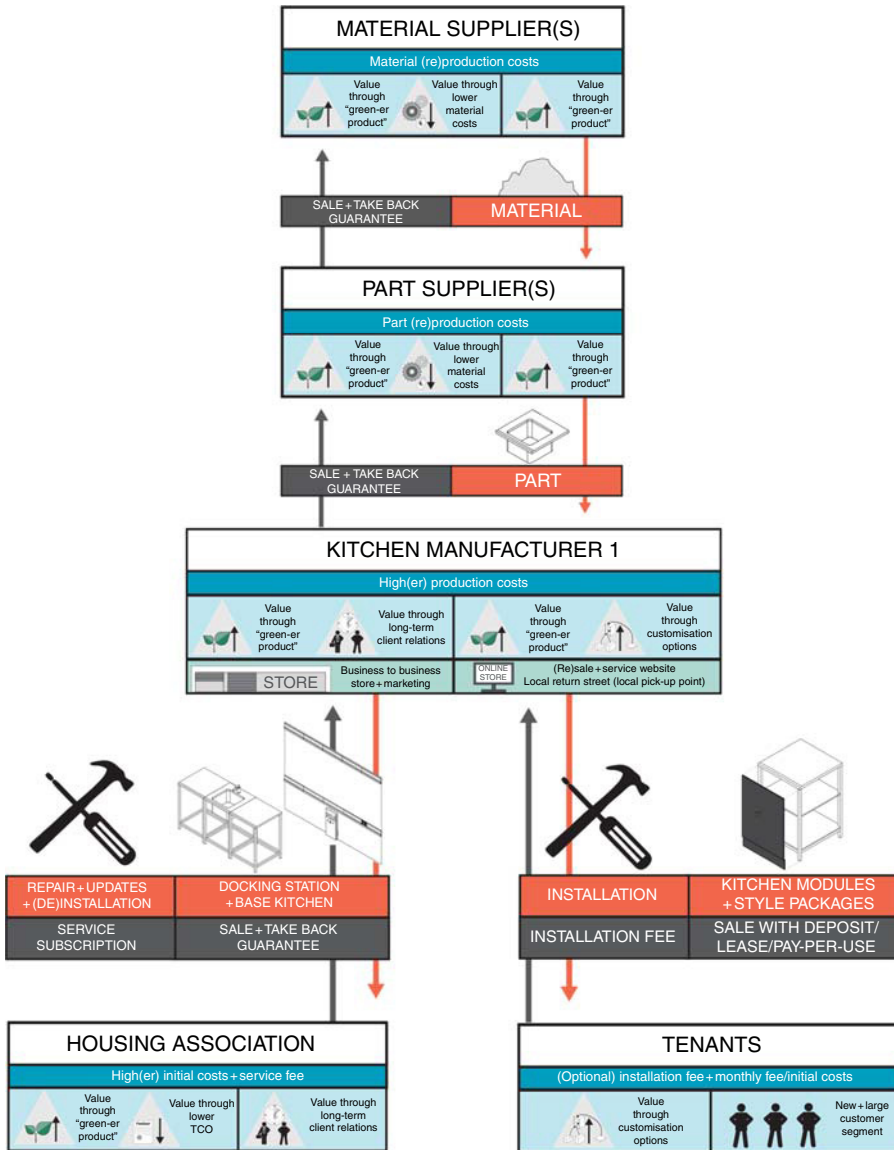 MATERIAL SUPPLIER(S)
Material (re)production costs
Value
through
"green-er
product"
Value through
lower
material
costs
Value
through
"green-er
product"
SALE + TAKE BACK
GUARANTEE
MATERIAL
PART SUPPLIER(S)
Part (re)production costs
Value
through
"green-er
product"
Value through
lower
material
costs
Value
through
"green-er
product"
SALE + TAKE BACK
GUARANTEE
PART
KITCHEN MANUFACTURER 1
High(er) production costs
Value
through
"green-er
product"
Value through
long-term
client relations
Value
through
"green-er
product"
Value
through
customisation
options
STORE
Business to business
store + marketing
ONLINE
STORE
(Re)sale + service website
Local return street (local pick-up point)
REPAIR + UPDATES
+ (DE)INSTALLATION
DOCKING STATION
+ BASE KITCHEN
SERVICE
SUBSCRIPTION
SALE + TAKE BACK
GUARANTEE
INSTALLATION
KITCHEN MODULES
+ STYLE PACKAGES
INSTALLATION FEE
SALE WITH DEPOSIT/
LEASE/PAY-PER-USE
HOUSING ASSOCIATION
High(er) initial costs + service fee
Value
through
"green-er
product"
Value through
lower
TCO
Value through
long-term
client relations
TENANTS
(Optional) installation fee + monthly fee/initial costs
Value
through
customisation
options
New + large
customer
segment